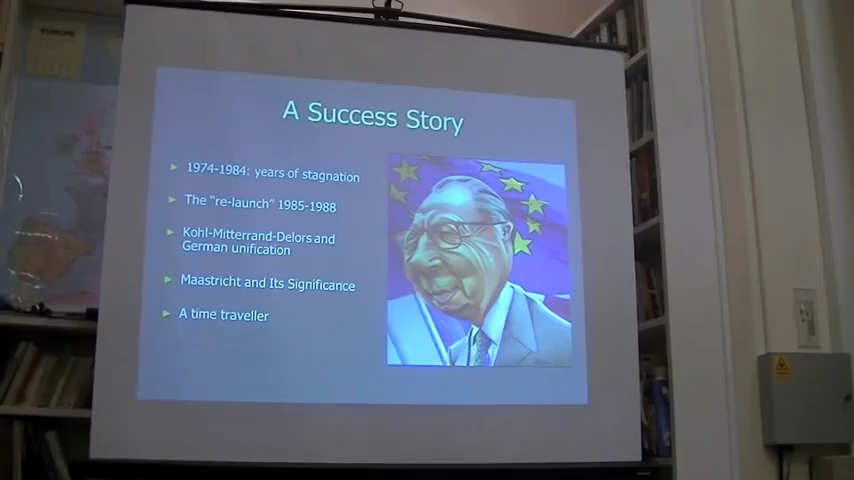 EUROPE
A Success Story
► 1974-1984: years of stagnation
► The "re-launch" 1985-1988
► Kohl-Mitterrand-Delors and
German unification
► Maastricht and Its Significance
► A time traveller